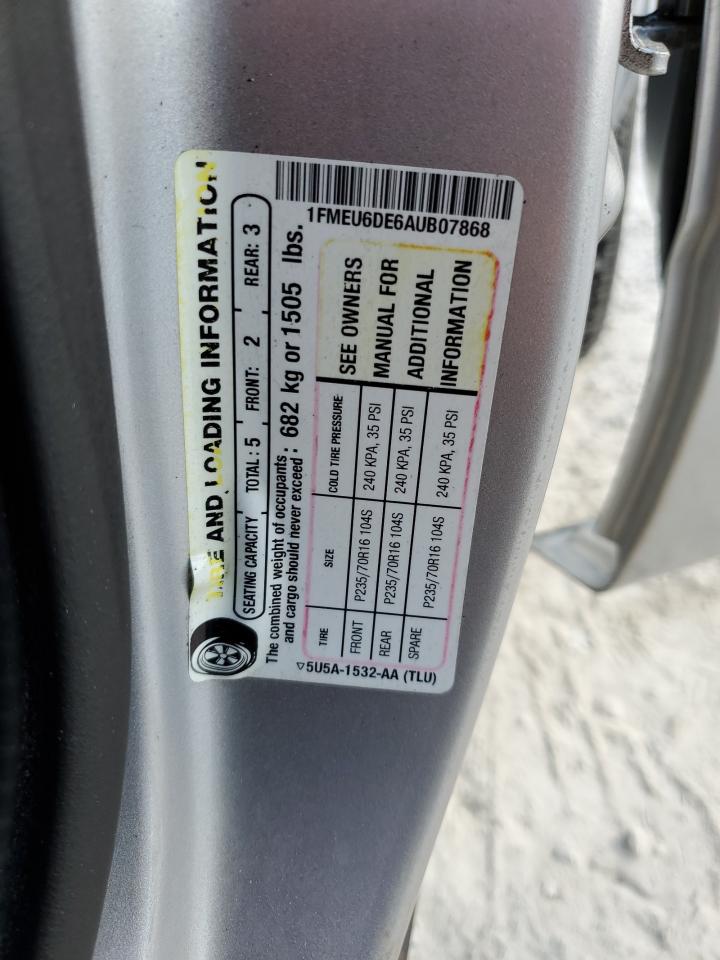 TIRE AND LOADING INFORMATION
SEATING CAPACITY TOTAL : 5 FRONT: 2 REAR: 3
The combined weight of occupants
and cargo should never exceed : 682 kg or 1505 lbs.
TIRE SIZE COLD TIRE PRESSURE
FRONT P235/70R16 104S 240 KPA, 35 PSI
REAR P235/70R16 104S 240 KPA, 35 PSI
SPARE P235/70R16 104S 240 KPA, 35 PSI
SEE OWNERS
MANUAL FOR
ADDITIONAL
INFORMATION
5U5A-1532-AA (TLU)
1FMEU6DE6AUB07868